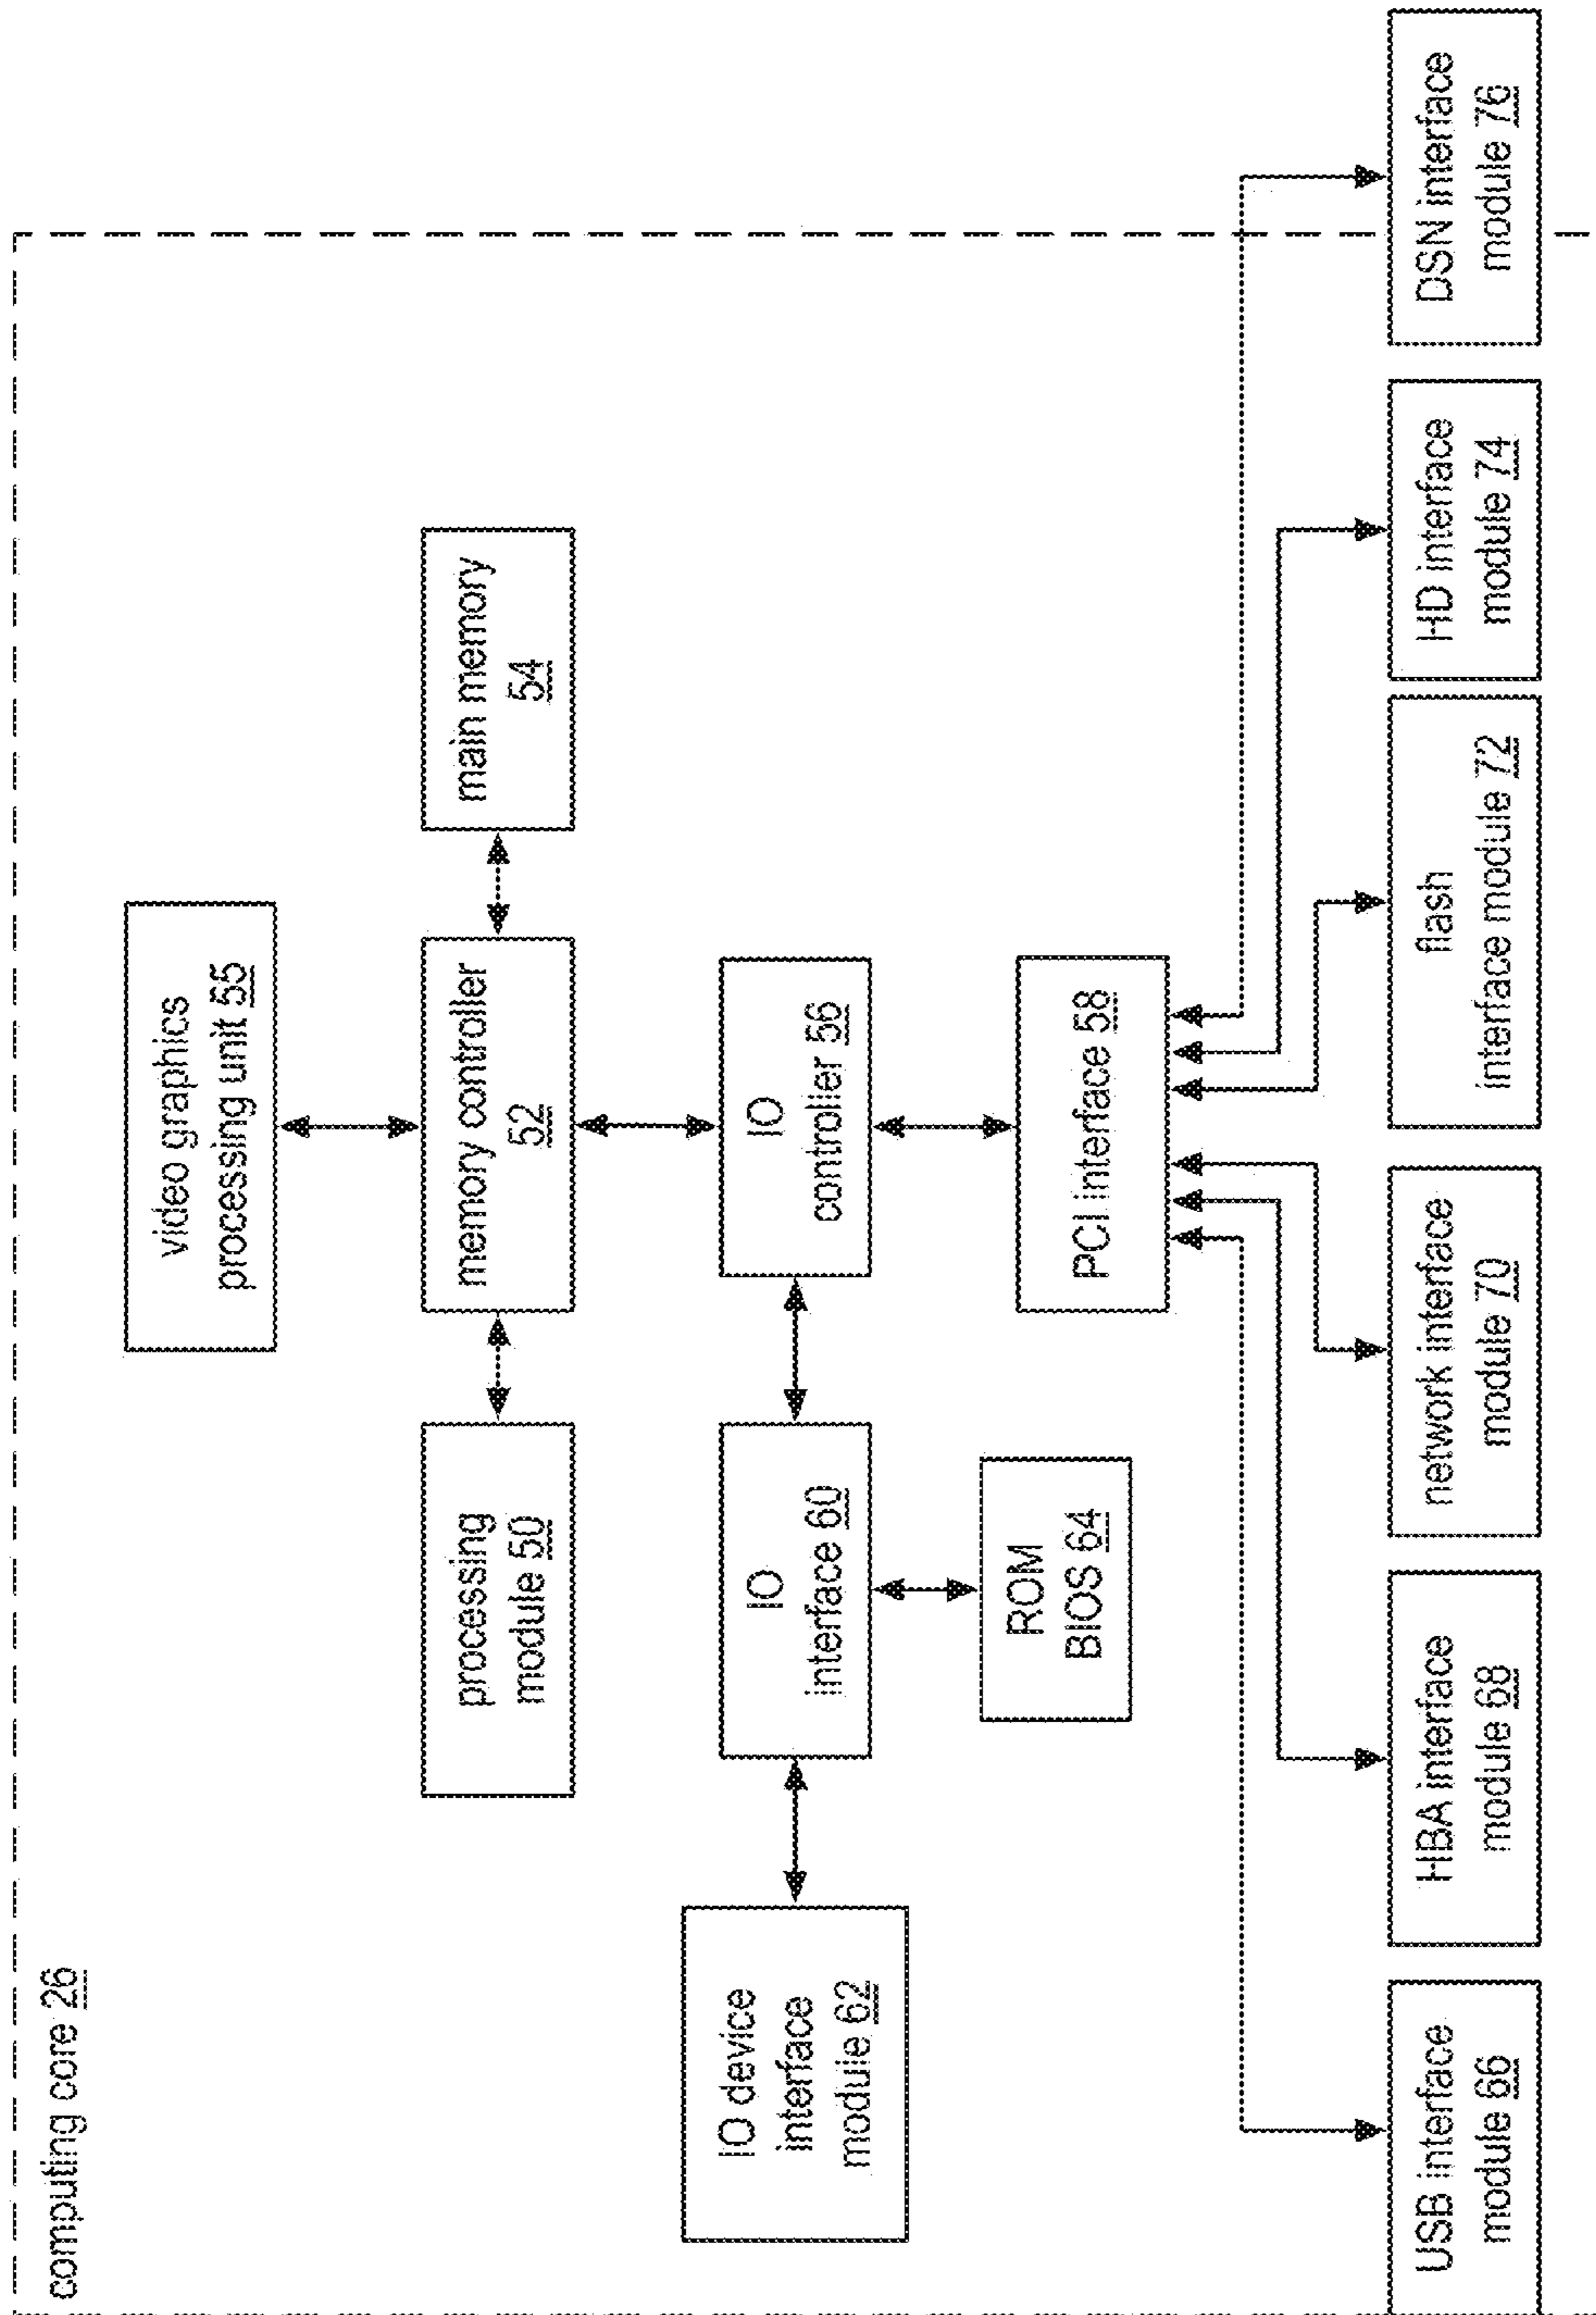 computing core 26
video graphics
processing unit 55
processing
module 50
memory controller
52
main memory
54
IO device
interface
module 62
IO
interface 60
IO
controller 56
ROM
BIOS 64
PCI interface 58
USB interface
module 66
HBA interface
module 68
network interface
module 70
flash
interface module 72
HD interface
module 74
DSN interface
module 76